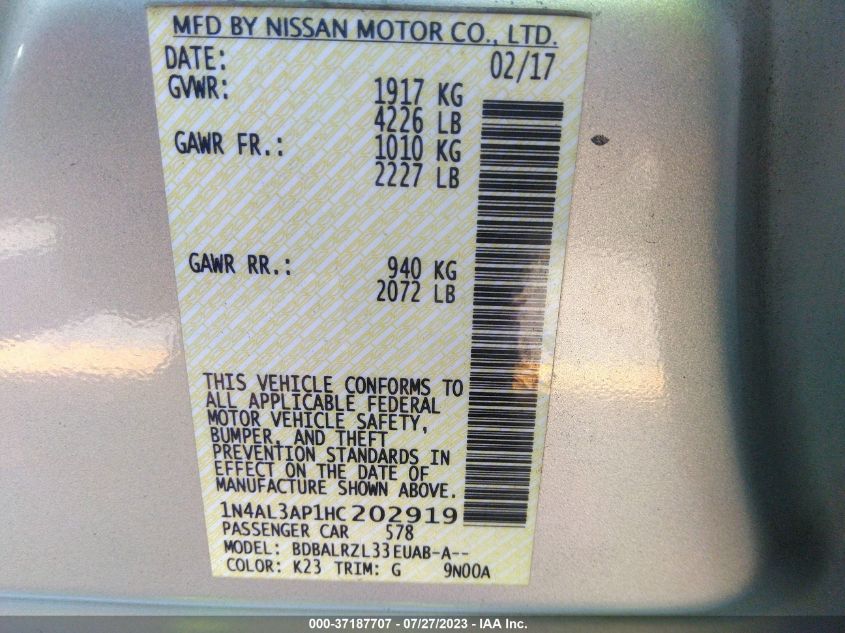 MFD BY NISSAN MOTOR CO., LTD.
DATE: 02/17
GVWR: 1917 KG
4226 LB
GAWR FR.: 1010 KG
2227 LB
GAWR RR.: 940 KG
2072 LB
THIS VEHICLE CONFORMS TO
ALL APPLICABLE FEDERAL
MOTOR VEHICLE SAFETY,
BUMPER, AND THEFT
PREVENTION STANDARDS IN
EFFECT ON THE DATE OF
MANUFACTURE SHOWN ABOVE.
1N4AL3AP1HC202919
PASSENGER CAR 578
MODEL: BDBALRZL33EUAB-A--
COLOR: K23 TRIM: G 9N00A
000-37187707 - 07/27/2023 - IAA Inc.